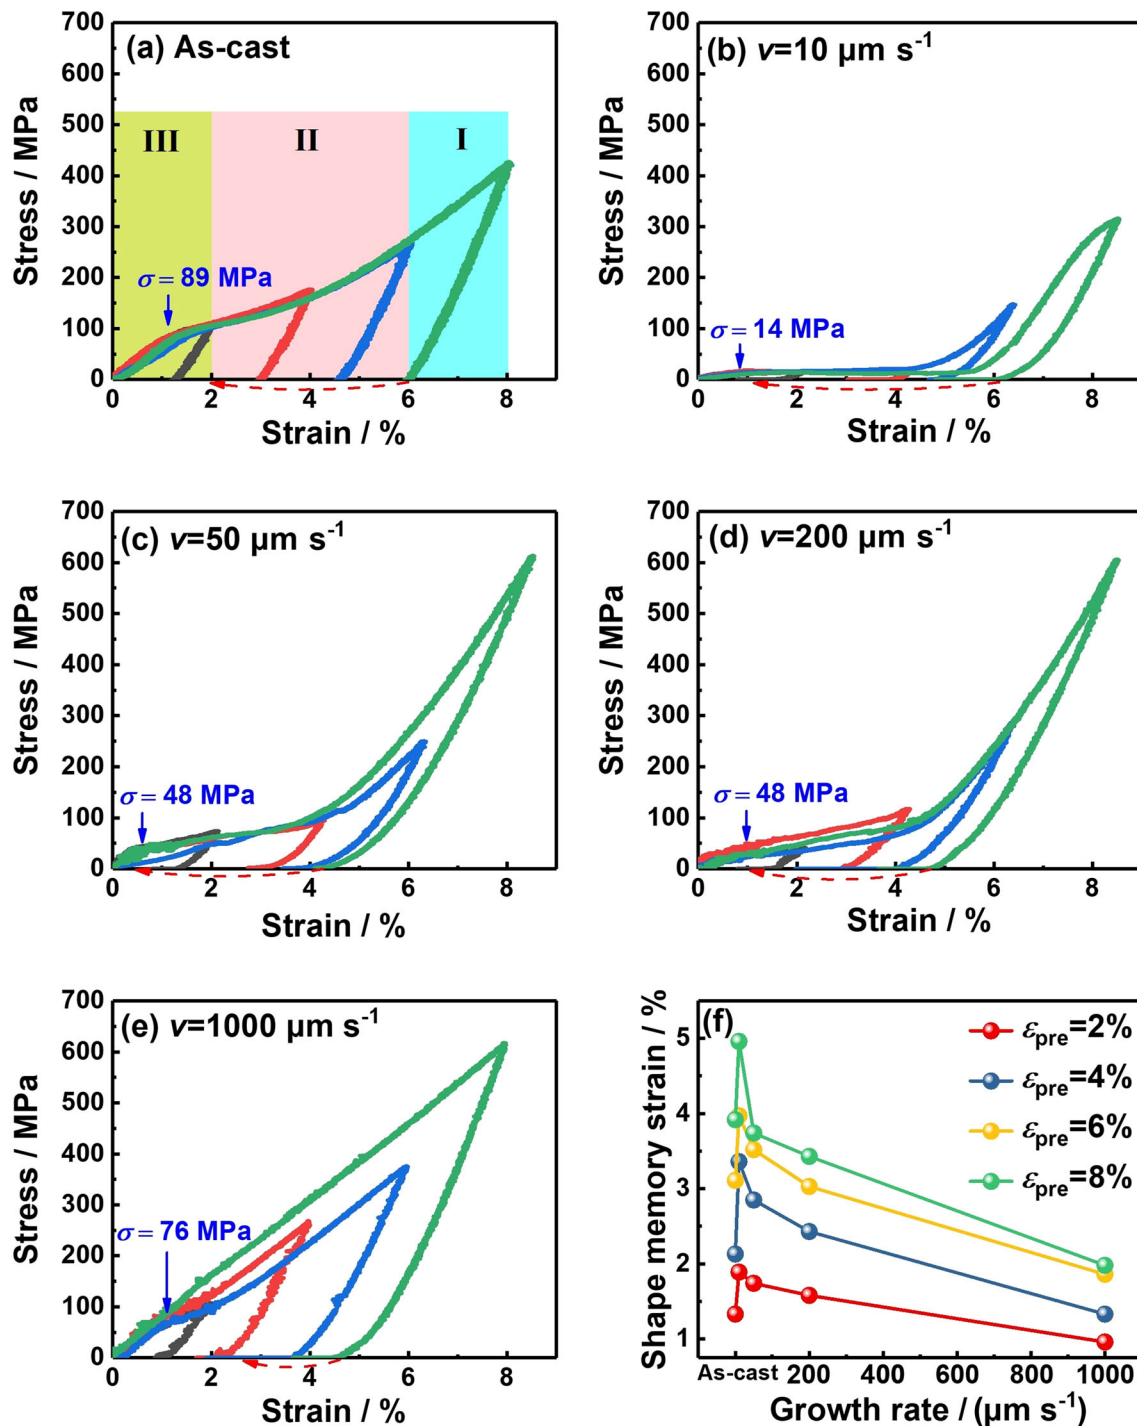 (a) As-cast
700
600
500
400
300
200
100
0
Stress / MPa
III
II
I
σ = 89 MPa
0 2 4 6 8
Strain / %
(b) v=10 μm s⁻¹
700
600
500
400
300
200
100
0
Stress / MPa
σ = 14 MPa
0 2 4 6 8
Strain / %
(c) v=50 μm s⁻¹
700
600
500
400
300
200
100
0
Stress / MPa
σ = 48 MPa
0 2 4 6 8
Strain / %
(d) v=200 μm s⁻¹
700
600
500
400
300
200
100
0
Stress / MPa
σ = 48 MPa
0 2 4 6 8
Strain / %
(e) v=1000 μm s⁻¹
700
600
500
400
300
200
100
0
Stress / MPa
σ = 76 MPa
0 2 4 6 8
Strain / %
(f)
εpre=2%
εpre=4%
εpre=6%
εpre=8%
5
4
3
2
1
Shape memory strain / %
As-cast 200 400 600 800 1000
Growth rate / (μm s⁻¹)